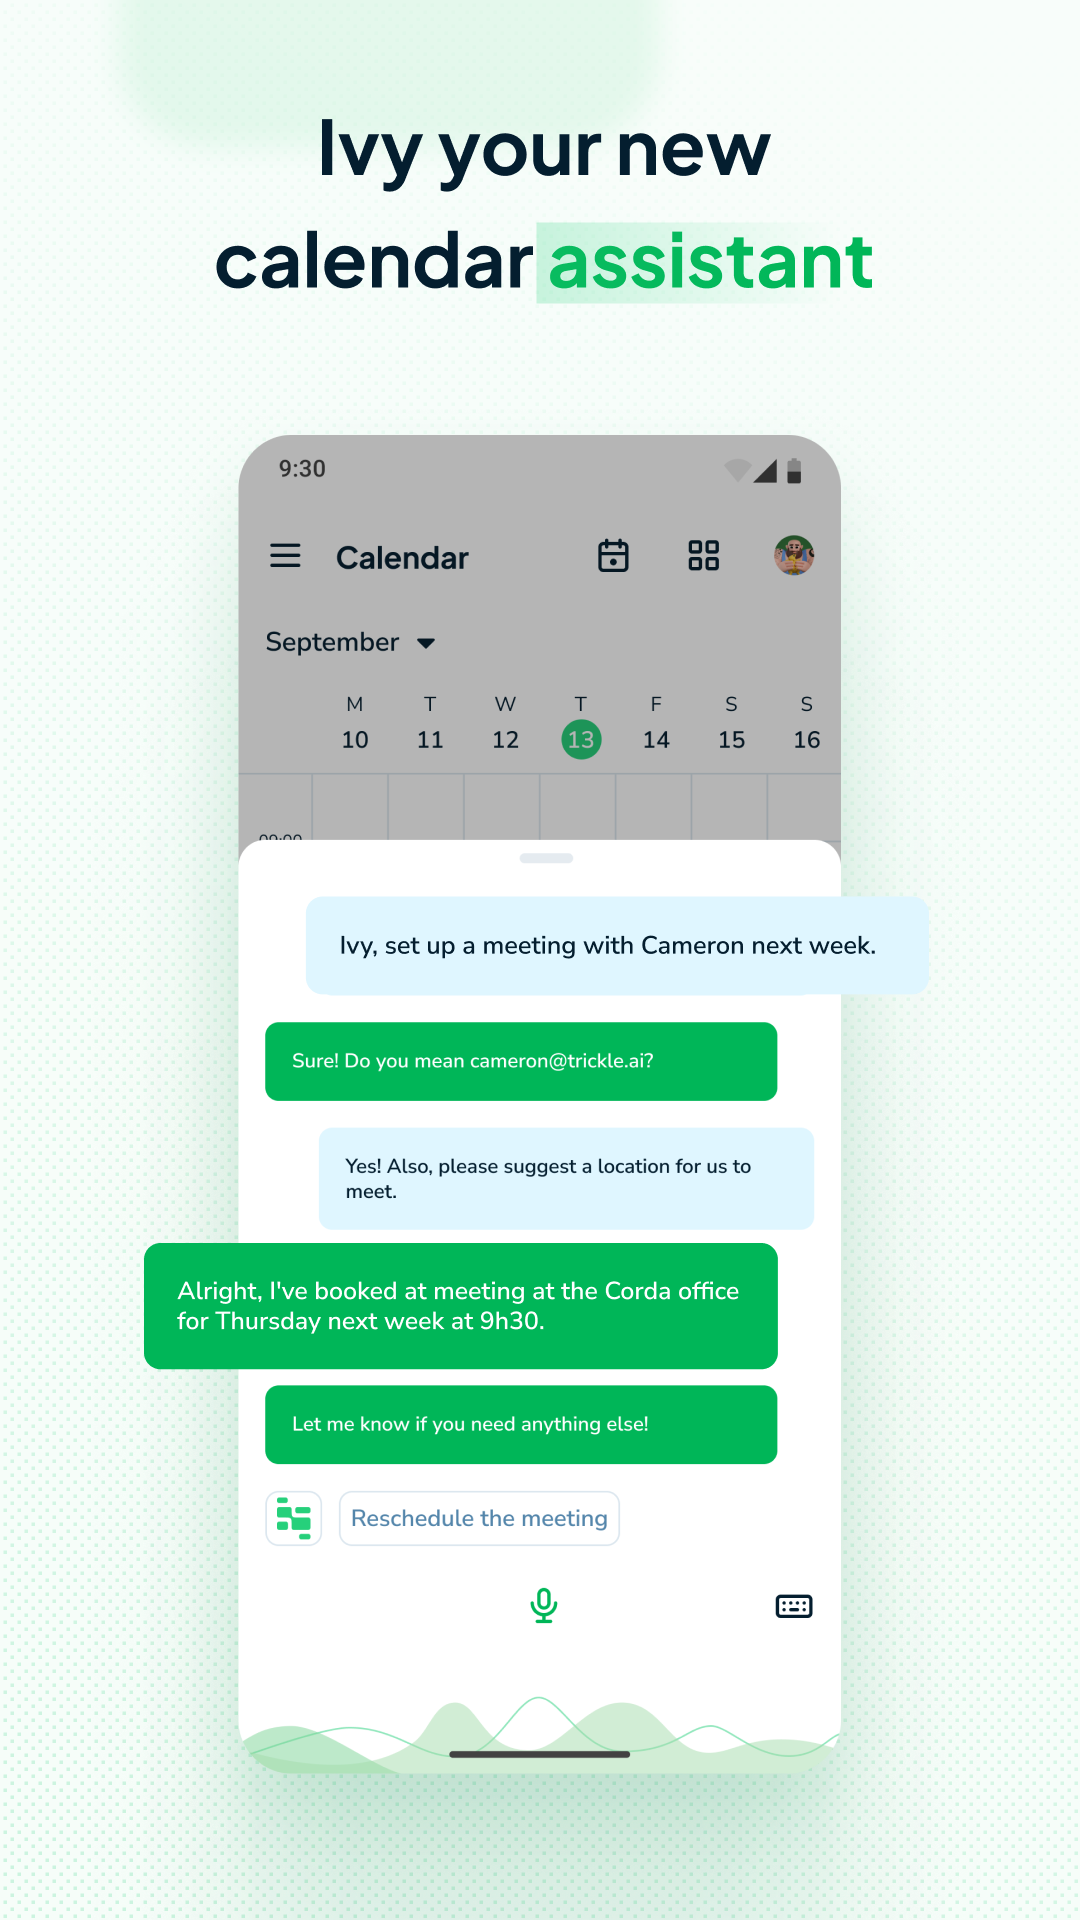 Ivy your new
calendar assistant
9:30
Calendar
September
M T W T F S S
10 11 12 13 14 15 16
09:00
Ivy, set up a meeting with Cameron next week.
Sure! Do you mean cameron@trickle.ai?
Yes! Also, please suggest a location for us to
meet.
Alright, I've booked at meeting at the Corda office
for Thursday next week at 9h30.
Let me know if you need anything else!
Reschedule the meeting